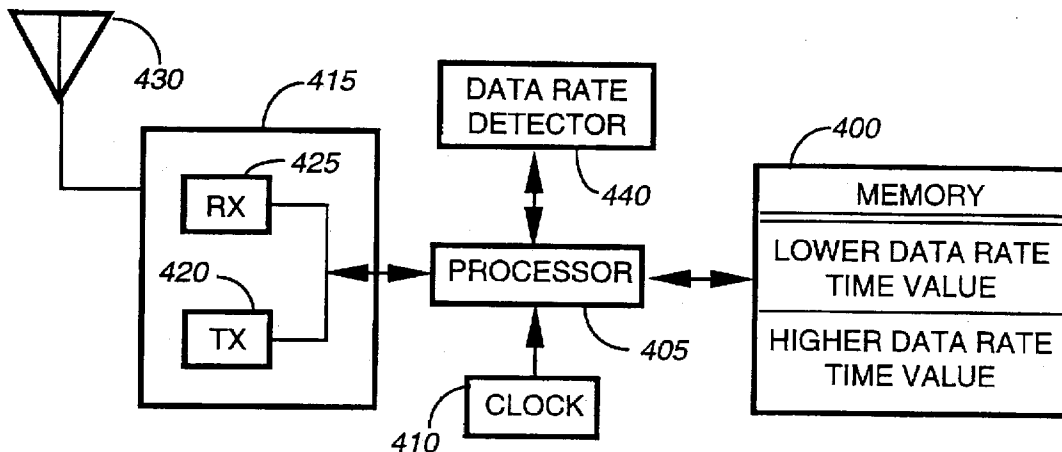 430
415
425
RX
420
TX
DATA RATE
DETECTOR
440
PROCESSOR
405
CLOCK
410
400
MEMORY
LOWER DATA RATE
TIME VALUE
HIGHER DATA RATE
TIME VALUE